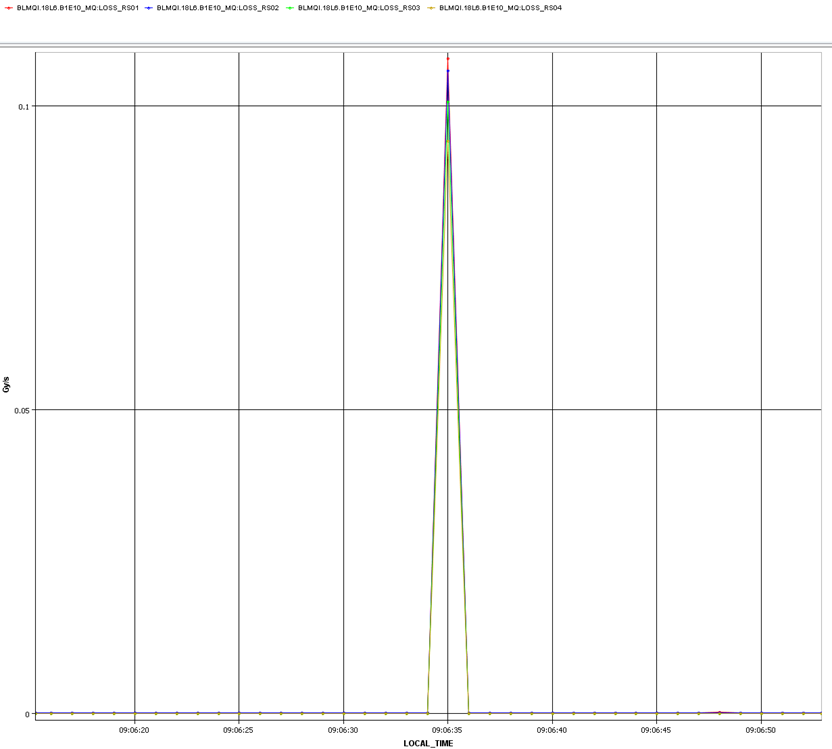 BLMQI.18L6.B1E10_MQ:LOSS_RS01 BLMQI.18L6.B1E10_MQ:LOSS_RS02 BLMQI.18L6.B1E10_MQ:LOSS_RS03 BLMQI.18L6.B1E10_MQ:LOSS_RS04
0.1
Gy/s
0.05
0
09:06:20 09:06:25 09:06:30 09:06:35 09:06:40 09:06:45 09:06:50
LOCAL_TIME